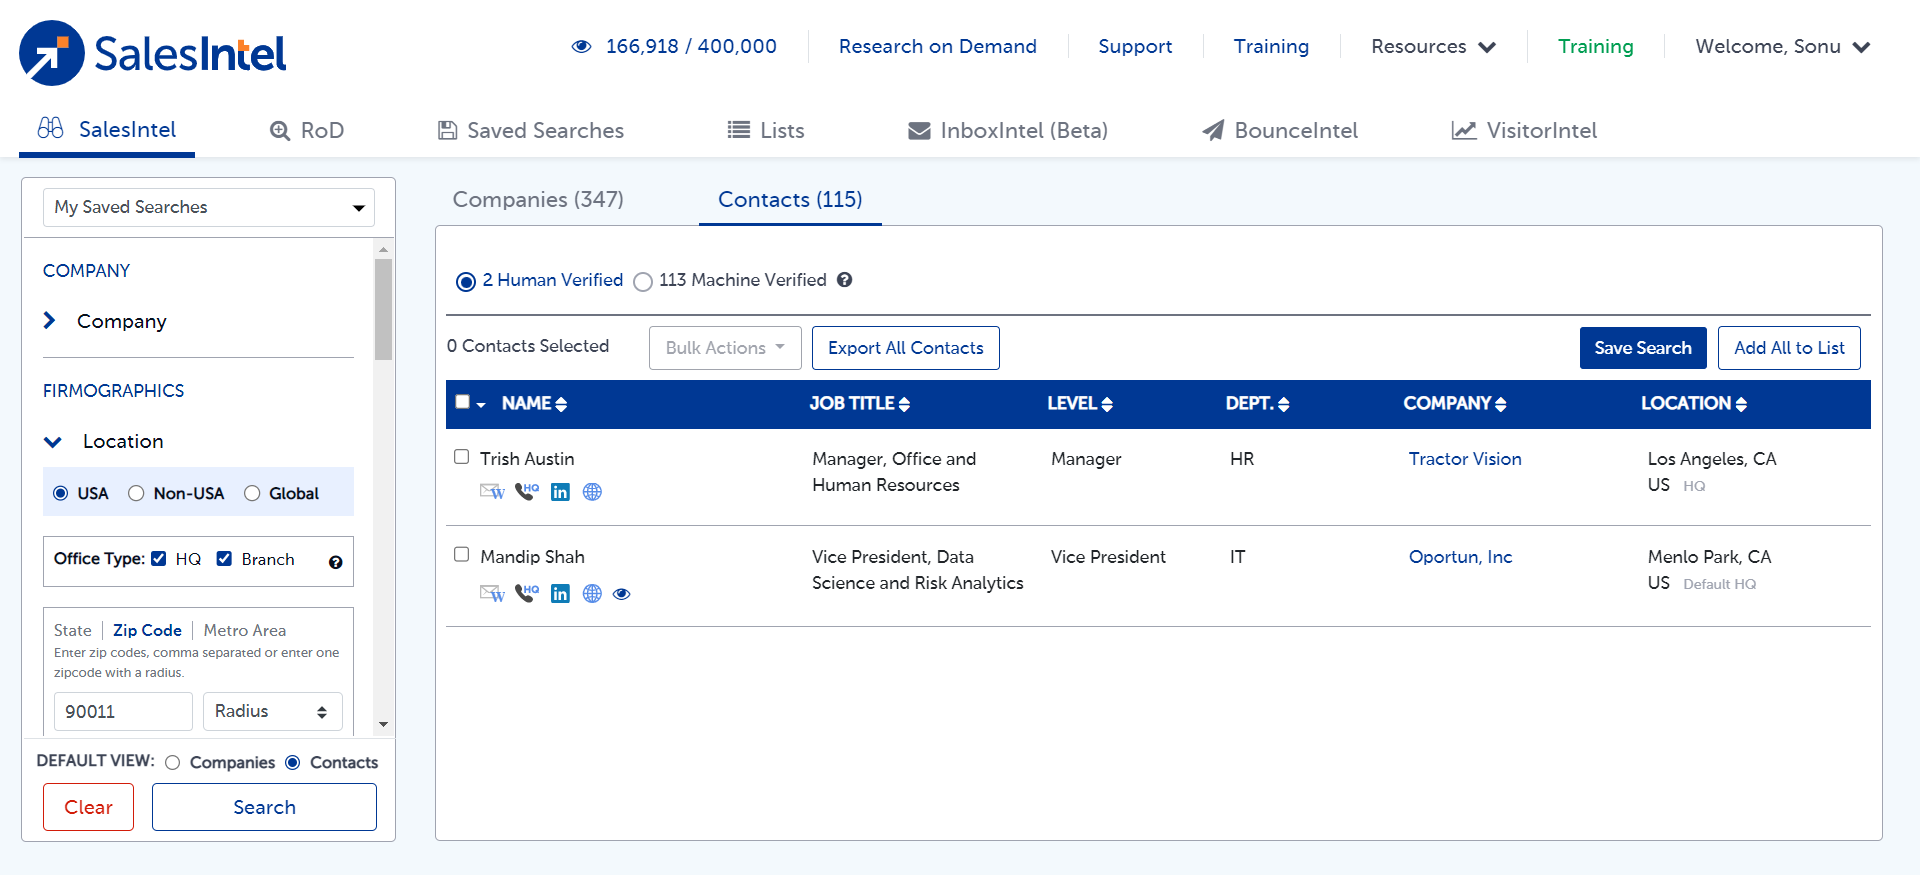 SalesIntel
166,918 / 400,000
Research on Demand
Support
Training
Resources
Training
Welcome, Sonu
SalesIntel
RoD
Saved Searches
Lists
InboxIntel (Beta)
BounceIntel
VisitorIntel
My Saved Searches
COMPANY
Company
FIRMOGRAPHICS
Location
USA Non-USA Global
Office Type: HQ Branch
State Zip Code Metro Area
Enter zip codes, comma separated or enter one
zipcode with a radius.
90011 Radius
DEFAULT VIEW: Companies Contacts
Clear Search
Companies (347) Contacts (115)
2 Human Verified 113 Machine Verified
0 Contacts Selected Bulk Actions Export All Contacts Save Search Add All to List
NAME JOB TITLE LEVEL DEPT. COMPANY LOCATION
Trish Austin Manager, Office and Manager HR Tractor Vision Los Angeles, CA
W HQ in Human Resources US HQ
Mandip Shah Vice President, Data Vice President IT Oportun, Inc Menlo Park, CA
W HQ in Science and Risk Analytics US Default HQ